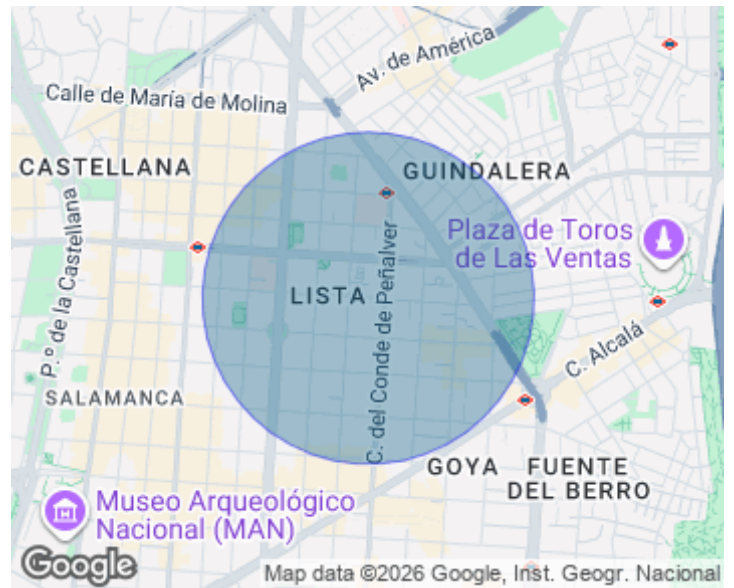 Av. de América
Calle de María de Molina
CASTELLANA
GUINDALERA
Plaza de Toros
de Las Ventas
P.º de la Castellana
LISTA
C. del Conde de Peñalver
C. Alcalá
SALAMANCA
GOYA
FUENTE
DEL BERRO
Museo Arqueológico
Nacional (MAN)
Google
Map data ©2026 Google, Inst. Geogr. Nacional